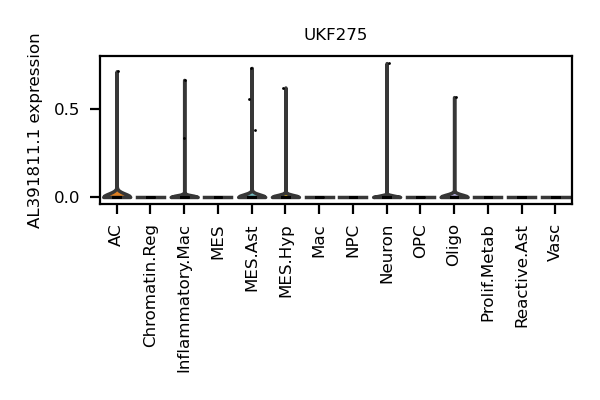 UKF275
AL391811.1 expression
0.5
0.0
AC
Chromatin.Reg
Inflammatory.Mac
MES
MES.Ast
MES.Hyp
Mac
NPC
Neuron
OPC
Oligo
Prolif.Metab
Reactive.Ast
Vasc